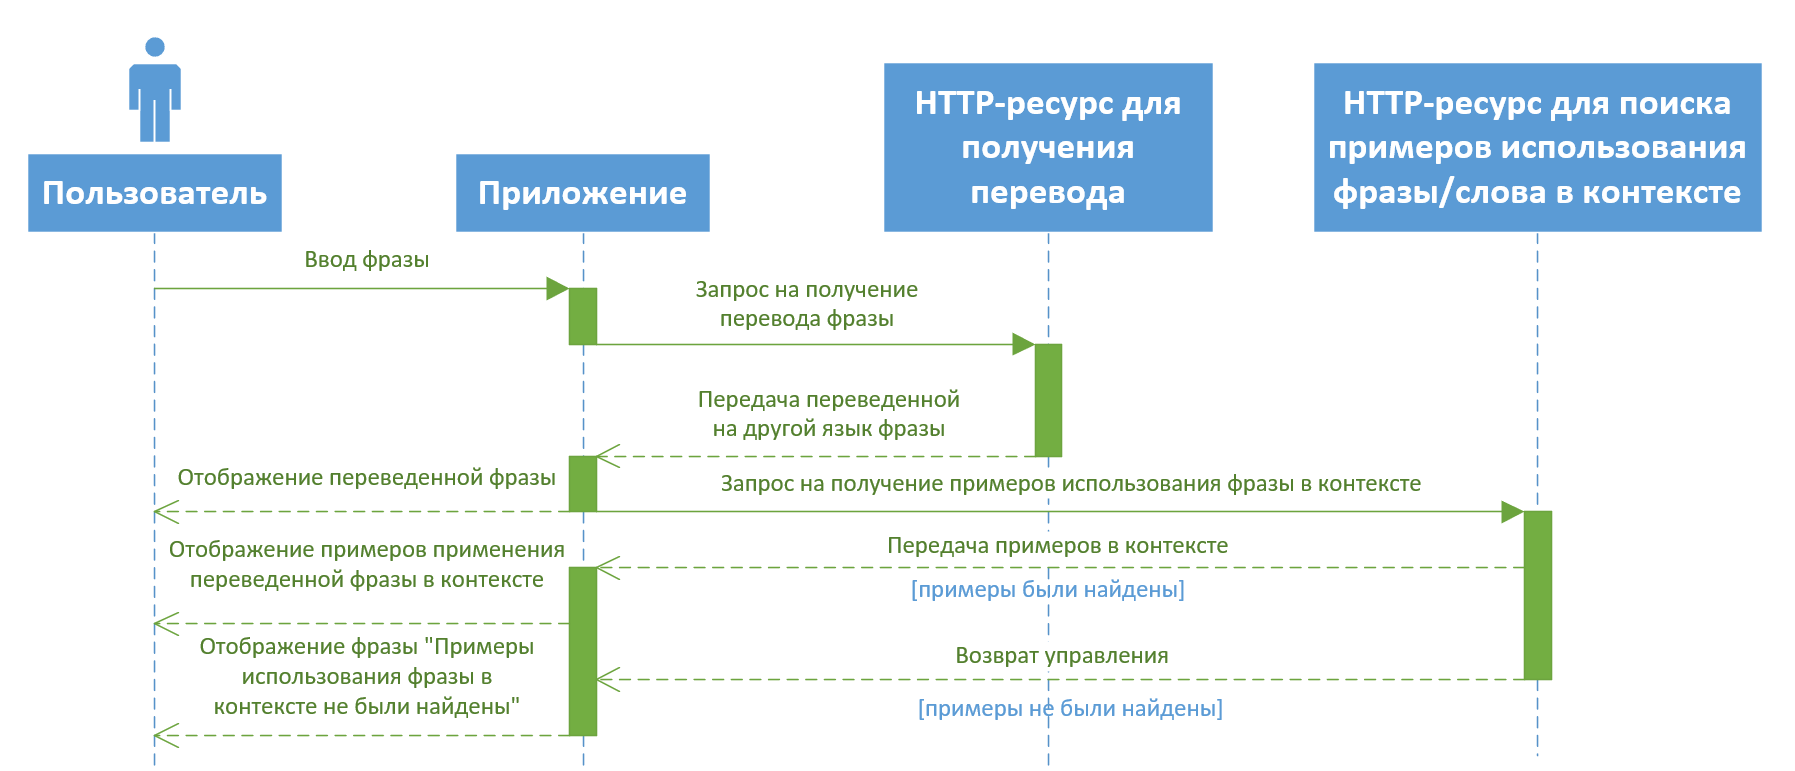 Пользователь
Приложение
HTTP-ресурс для
получения
перевода
HTTP-ресурс для поиска
примеров использования
фразы/слова в контексте
Ввод фразы
Запрос на получение
перевода фразы
Передача переведенной
на другой язык фразы
Отображение переведенной фразы
Запрос на получение примеров использования фразы в контексте
Отображение примеров применения
переведенной фразы в контексте
Передача примеров в контексте
[примеры были найдены]
Отображение фразы "Примеры
использования фразы в
контексте не были найдены"
Возврат управления
[примеры не были найдены]